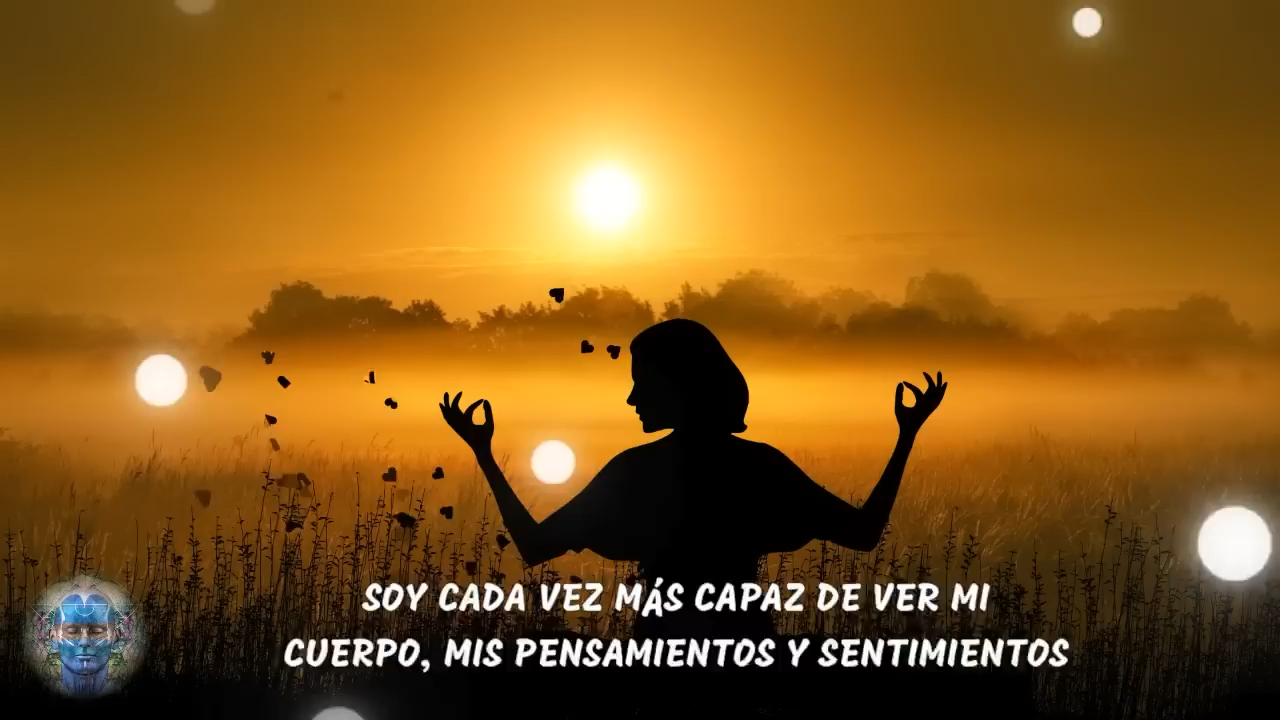 SOY CADA VEZ MÁS CAPAZ DE VER MI
CUERPO, MIS PENSAMIENTOS Y SENTIMIENTOS